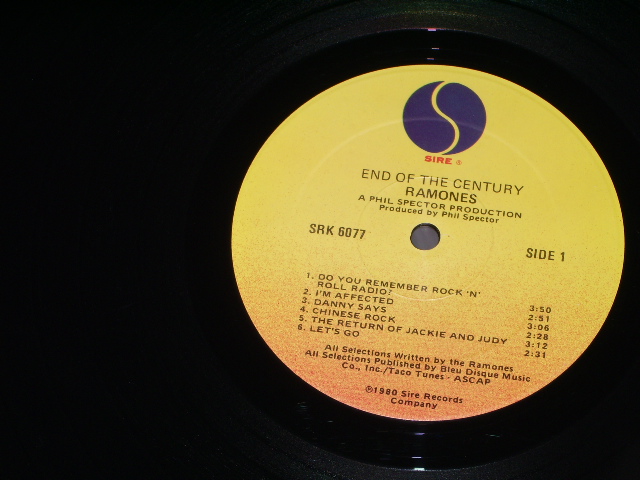 SIRE ®
END OF THE CENTURY
RAMONES
A PHIL SPECTOR PRODUCTION
Produced by Phil Spector
SRK 6077
SIDE 1
1. DO YOU REMEMBER ROCK 'N'
ROLL RADIO? 3:50
2. I'M AFFECTED 2:51
3. DANNY SAYS 3:06
4. CHINESE ROCK 2:28
5. THE RETURN OF JACKIE AND JUDY 3:12
6. LET'S GO 2:31
All Selections Written by the Ramones
All Selections Published by Bleu Disque Music
Co., Inc./Taco Tunes - ASCAP
℗1980 Sire Records
Company